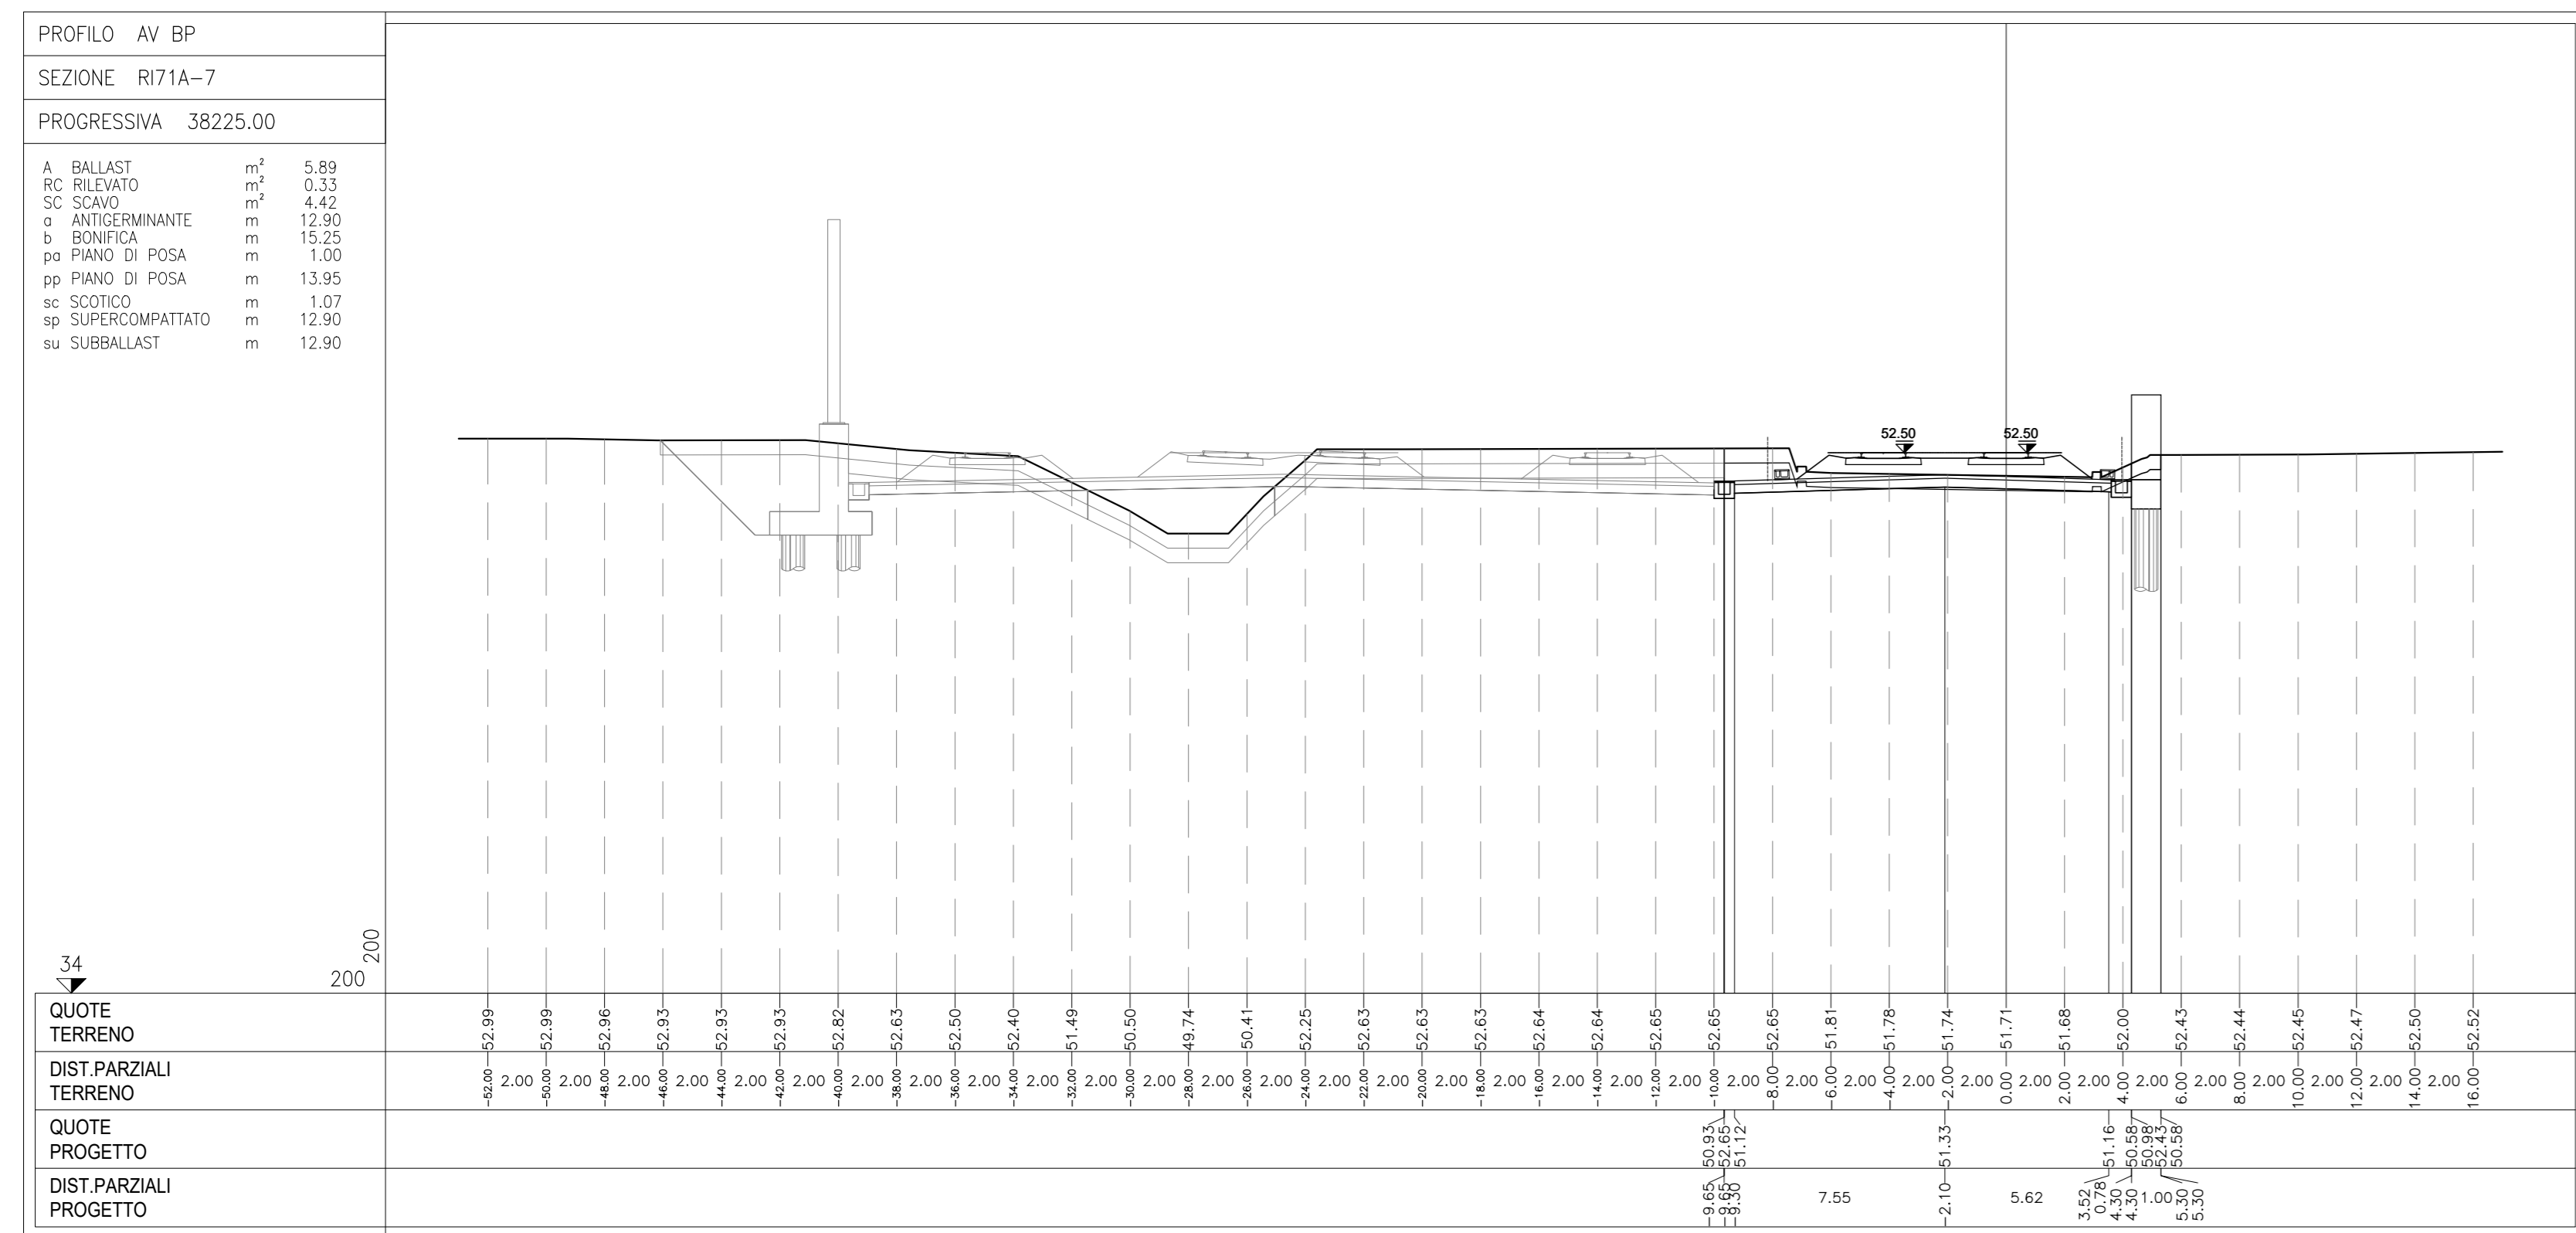 PROFILO AV BP
SEZIONE RI71A-7
PROGRESSIVA 38225.00
A BALLAST m² 5.89
RC RILEVATO m² 0.33
SC SCAVO m² 4.42
a ANTIGERMINANTE m 12.90
b BONIFICA m 15.25
pa PIANO DI POSA m 1.00
pp PIANO DI POSA m 13.95
sc SCOTICO m 1.07
sp SUPERCOMPATTATO m 12.90
su SUBBALLAST m 12.90
52.50 52.50
200
34 200
QUOTE
TERRENO
52.99 52.99 52.96 52.93 52.93 52.93 52.82 52.63 52.50 52.40 51.49 50.50 49.74 50.41 52.25 52.63 52.63 52.63 52.64 52.64 52.65 52.65 52.65 51.81 51.78 51.74 51.71 51.68 52.00 52.43 52.44 52.45 52.47 52.50 52.52
DIST.PARZIALI
TERRENO
-52.00 2.00 -50.00 2.00 -48.00 2.00 -46.00 2.00 -44.00 2.00 -42.00 2.00 -40.00 2.00 -38.00 2.00 -36.00 2.00 -34.00 2.00 -32.00 2.00 -30.00 2.00 -28.00 2.00 -26.00 2.00 -24.00 2.00 -22.00 2.00 -20.00 2.00 -18.00 2.00 -16.00 2.00 -14.00 2.00 -12.00 2.00 -10.00 2.00 -8.00 2.00 -6.00 2.00 -4.00 2.00 -2.00 2.00 0.00 2.00 2.00 2.00 4.00 2.00 6.00 2.00 8.00 2.00 10.00 2.00 12.00 2.00 14.00 2.00 16.00
QUOTE
PROGETTO
50.93 52.65 51.12 51.33 51.16 50.58 50.98 52.43 50.58
DIST.PARZIALI
PROGETTO
-9.65 -9.65 -9.30 7.55 -2.10 5.62 3.52 0.78 4.30 4.30 1.00 5.30 5.30